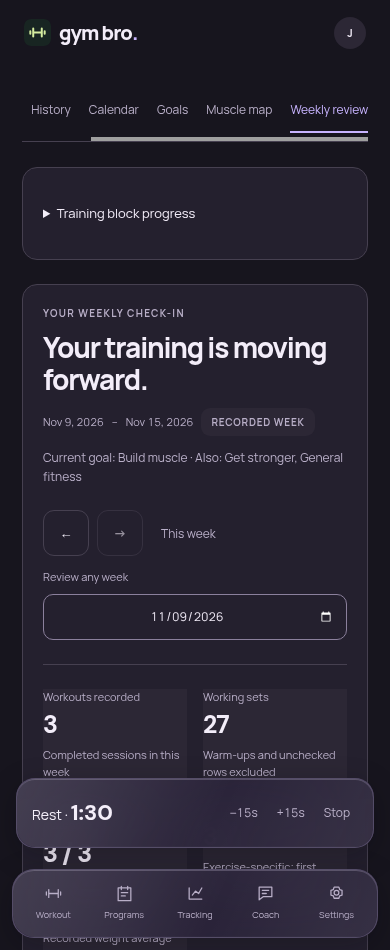 gym bro.
J
History Calendar Goals Muscle map Weekly review
▶ Training block progress
YOUR WEEKLY CHECK-IN
Your training is moving
forward.
Nov 9, 2026 – Nov 15, 2026 RECORDED WEEK
Current goal: Build muscle · Also: Get stronger, General
fitness
← → This week
Review any week
11/09/2026
Workouts recorded
3
Completed sessions in this
week
Working sets
27
Warm-ups and unchecked
rows excluded
Rest · 1:30 −15s +15s Stop
3 / 3
Exercise-specific: first
Workout Programs Tracking Coach Settings
Recorded weight average